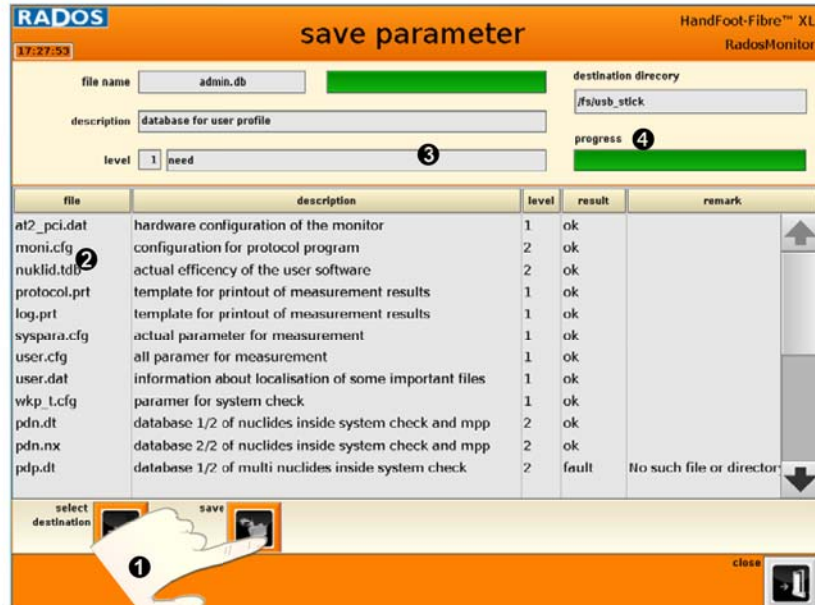 RADOS
17:27:53
save parameter
HandFoot-Fibre™ XL
RadosMonitor
file name
admin.db
destination direcory
/fs/usb_stick
description
database for user profile
progress 4
level
1
need
3
file description level result remark
at2_pci.dat hardware configuration of the monitor 1 ok
moni.cfg configuration for protocol program 2 ok
2
nuklid.tdb actual efficency of the user software 2 ok
protocol.prt template for printout of measurement results 1 ok
log.prt template for printout of measurement results 1 ok
syspara.cfg actual parameter for measurement 1 ok
user.cfg all paramer for measurement 1 ok
user.dat information about localisation of some important files 1 ok
wkp_t.cfg paramer for system check 1 ok
pdn.dt database 1/2 of nuclides inside system check and mpp 2 ok
pdn.nx database 2/2 of nuclides inside system check and mpp 2 ok
pdp.dt database 1/2 of multi nuclides inside system check 2 fault No such file or director
select
destination
save
1
close